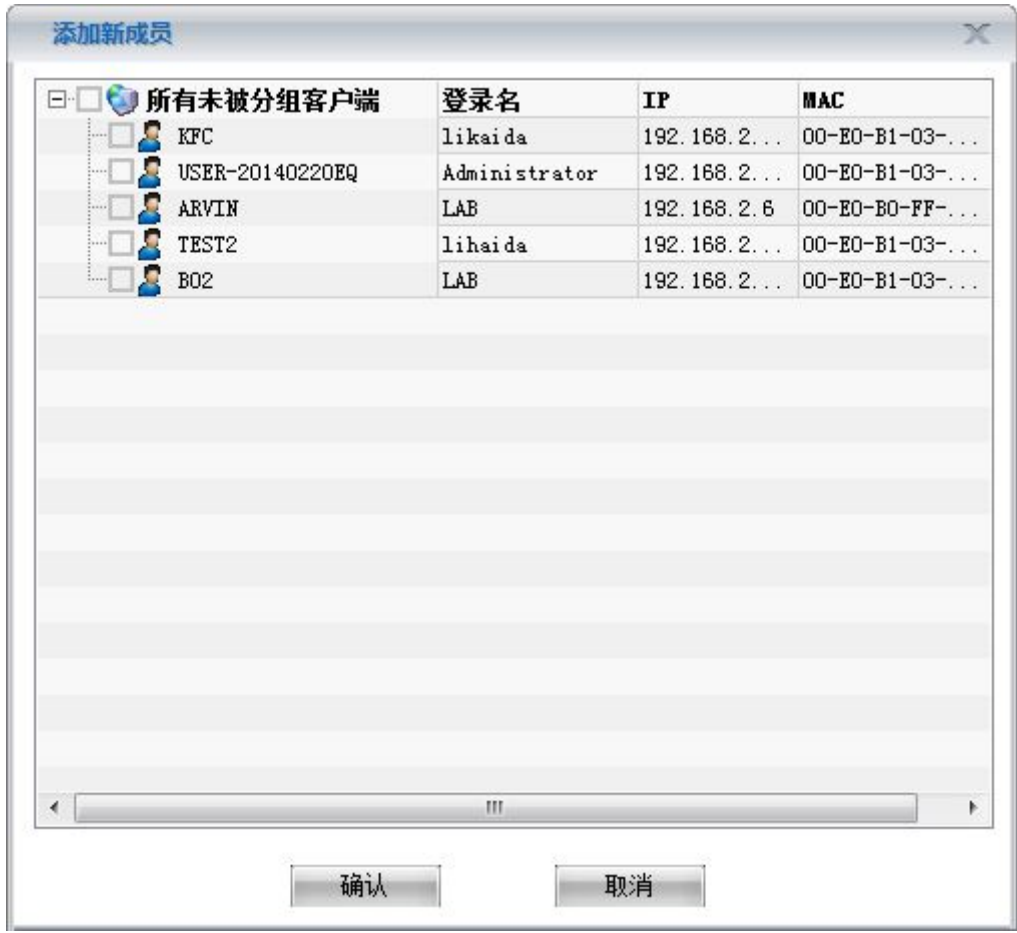 添加新成员
所有未被分组客户端 登录名 IP MAC
KFC likaida 192.168.2... 00-E0-B1-03-...
USER-20140220EQ Administrator 192.168.2... 00-E0-B1-03-...
ARVIN LAB 192.168.2.6 00-E0-B0-FF-...
TEST2 lihaida 192.168.2... 00-E0-B1-03-...
BO2 LAB 192.168.2... 00-E0-B1-03-...
确认 取消